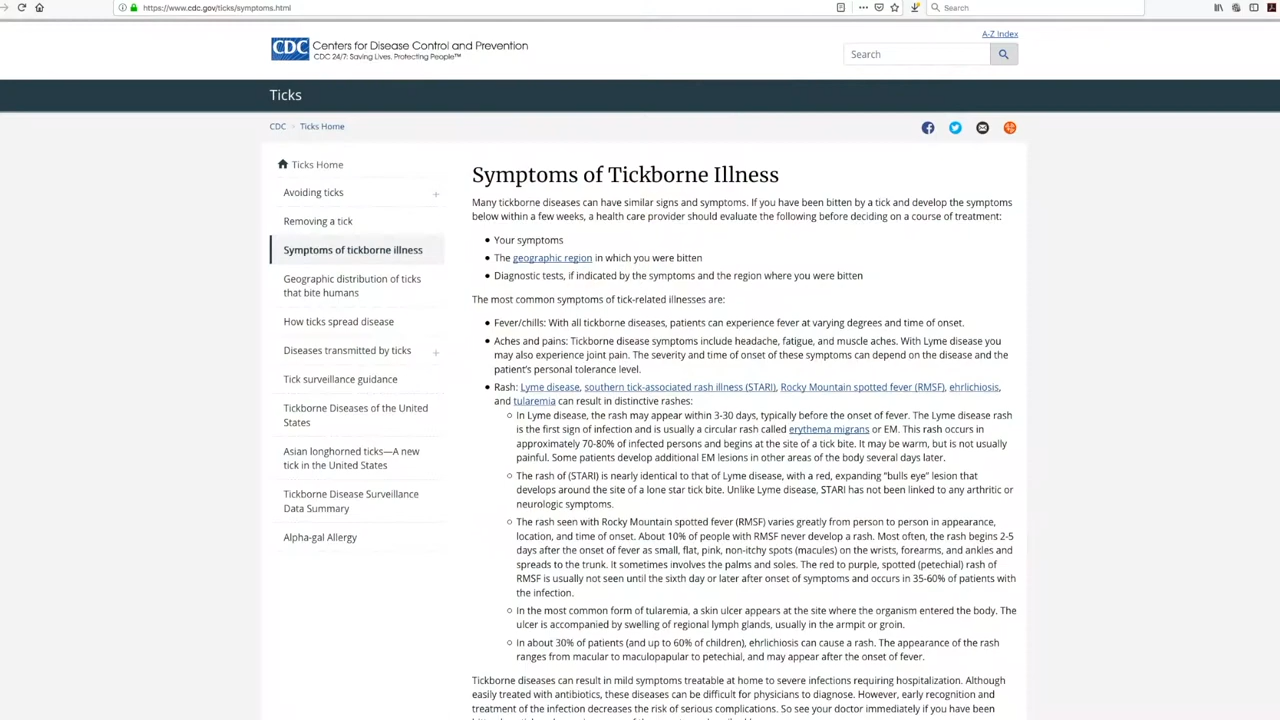 https://www.cdc.gov/ticks/symptoms.html
Search
CDC Centers for Disease Control and Prevention
CDC 24/7: Saving Lives. Protecting People™
A-Z Index
Search
Ticks
CDC
Ticks Home
Ticks Home
Avoiding ticks
Removing a tick
Symptoms of tickborne illness
Geographic distribution of ticks
that bite humans
How ticks spread disease
Diseases transmitted by ticks
Tick surveillance guidance
Tickborne Diseases of the United
States
Asian longhorned ticks—A new
tick in the United States
Tickborne Disease Surveillance
Data Summary
Alpha-gal Allergy
Symptoms of Tickborne Illness
Many tickborne diseases can have similar signs and symptoms. If you have been bitten by a tick and develop the symptoms
below within a few weeks, a health care provider should evaluate the following before deciding on a course of treatment:
• Your symptoms
• The geographic region in which you were bitten
• Diagnostic tests, if indicated by the symptoms and the region where you were bitten
The most common symptoms of tick-related illnesses are:
• Fever/chills: With all tickborne diseases, patients can experience fever at varying degrees and time of onset.
• Aches and pains: Tickborne disease symptoms include headache, fatigue, and muscle aches. With Lyme disease you
may also experience joint pain. The severity and time of onset of these symptoms can depend on the disease and the
patient's personal tolerance level.
• Rash: Lyme disease, southern tick-associated rash illness (STARI), Rocky Mountain spotted fever (RMSF), ehrlichiosis,
and tularemia can result in distinctive rashes:
○ In Lyme disease, the rash may appear within 3-30 days, typically before the onset of fever. The Lyme disease rash
is the first sign of infection and is usually a circular rash called erythema migrans or EM. This rash occurs in
approximately 70-80% of infected persons and begins at the site of a tick bite. It may be warm, but is not usually
painful. Some patients develop additional EM lesions in other areas of the body several days later.
○ The rash of (STARI) is nearly identical to that of Lyme disease, with a red, expanding “bulls eye” lesion that
develops around the site of a lone star tick bite. Unlike Lyme disease, STARI has not been linked to any arthritic or
neurologic symptoms.
○ The rash seen with Rocky Mountain spotted fever (RMSF) varies greatly from person to person in appearance,
location, and time of onset. About 10% of people with RMSF never develop a rash. Most often, the rash begins 2-5
days after the onset of fever as small, flat, pink, non-itchy spots (macules) on the wrists, forearms, and ankles and
spreads to the trunk. It sometimes involves the palms and soles. The red to purple, spotted (petechial) rash of
RMSF is usually not seen until the sixth day or later after onset of symptoms and occurs in 35-60% of patients with
the infection.
○ In the most common form of tularemia, a skin ulcer appears at the site where the organism entered the body. The
ulcer is accompanied by swelling of regional lymph glands, usually in the armpit or groin.
○ In about 30% of patients (and up to 60% of children), ehrlichiosis can cause a rash. The appearance of the rash
ranges from macular to maculopapular to petechial, and may appear after the onset of fever.
Tickborne diseases can result in mild symptoms treatable at home to severe infections requiring hospitalization. Although
easily treated with antibiotics, these diseases can be difficult for physicians to diagnose. However, early recognition and
treatment of the infection decreases the risk of serious complications. So see your doctor immediately if you have been